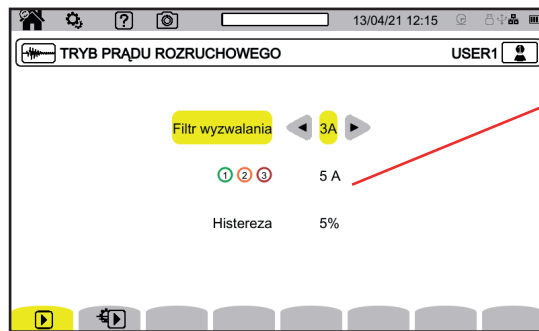 ? 13/04/21 12:15
TRYB PRĄDU ROZRUCHOWEGO USER1
Filtr wyzwalania 3A
1 2 3 5 A
Histereza 5%